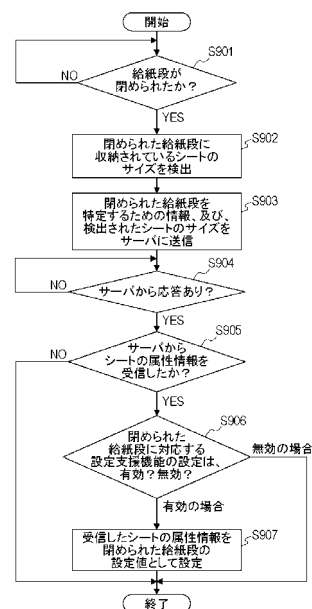 開始
S901
給紙段が
閉められたか？
NO
YES
S902
閉められた給紙段に
収納されているシートの
サイズを検出
S903
閉められた給紙段を
特定するための情報、及び、
検出されたシートのサイズを
サーバに送信
S904
サーバから応答あり？
NO
YES
S905
サーバから
シートの属性情報を
受信したか？
NO
YES
S906
閉められた
給紙段に対応する
設定支援機能の設定は、
有効？無効？
無効の場合
有効の場合
S907
受信したシートの属性情報を
閉められた給紙段の
設定値として設定
終了